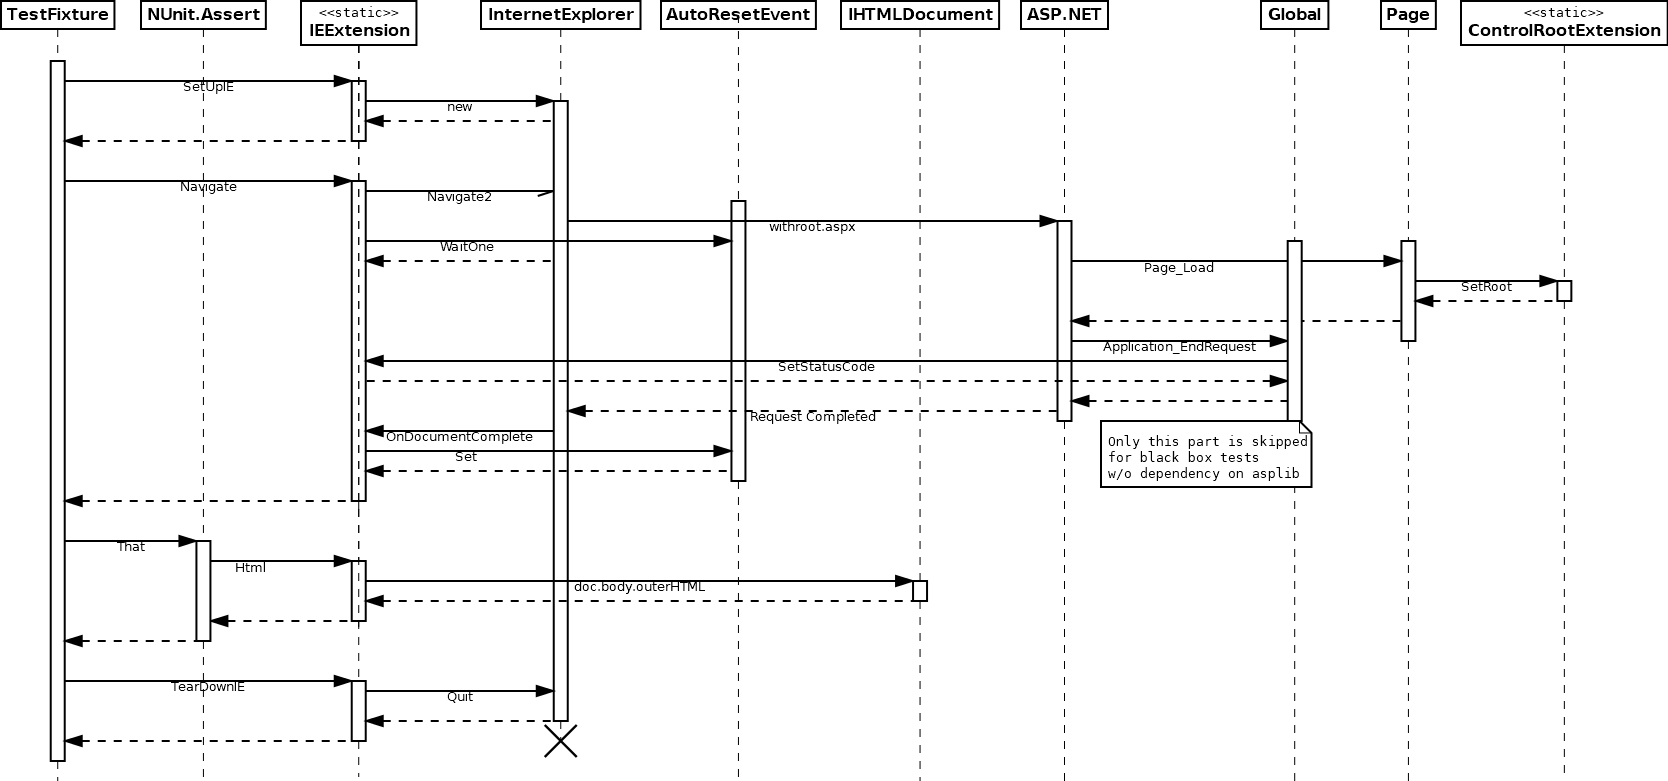 TestFixture
NUnit.Assert
<<static>>
IEExtension
InternetExplorer
AutoResetEvent
IHTMLDocument
ASP.NET
Global
Page
<<static>>
ControlRootExtension
SetUpIE
new
Navigate
Navigate2
withroot.aspx
WaitOne
Page_Load
SetRoot
Application_EndRequest
SetStatusCode
Request Completed
OnDocumentComplete
Set
Only this part is skipped
for black box tests
w/o dependency on asplib
That
Html
doc.body.outerHTML
TearDownIE
Quit